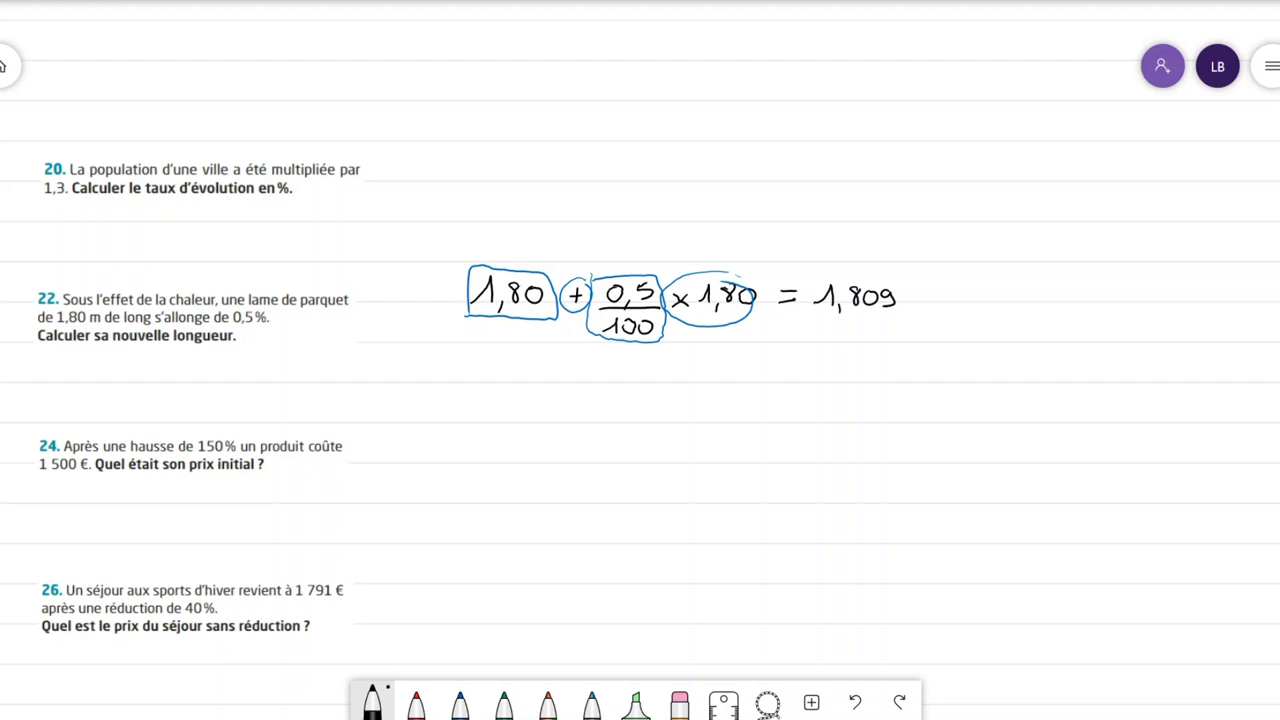 LB
20. La population d'une ville a été multipliée par
1,3. Calculer le taux d'évolution en %.
22. Sous l'effet de la chaleur, une lame de parquet
de 1,80 m de long s'allonge de 0,5 %.
Calculer sa nouvelle longueur.
1,80 + 0,5/100 × 1,80 = 1,809
24. Après une hausse de 150 % un produit coûte
1 500 €. Quel était son prix initial ?
26. Un séjour aux sports d'hiver revient à 1 791 €
après une réduction de 40 %.
Quel est le prix du séjour sans réduction ?